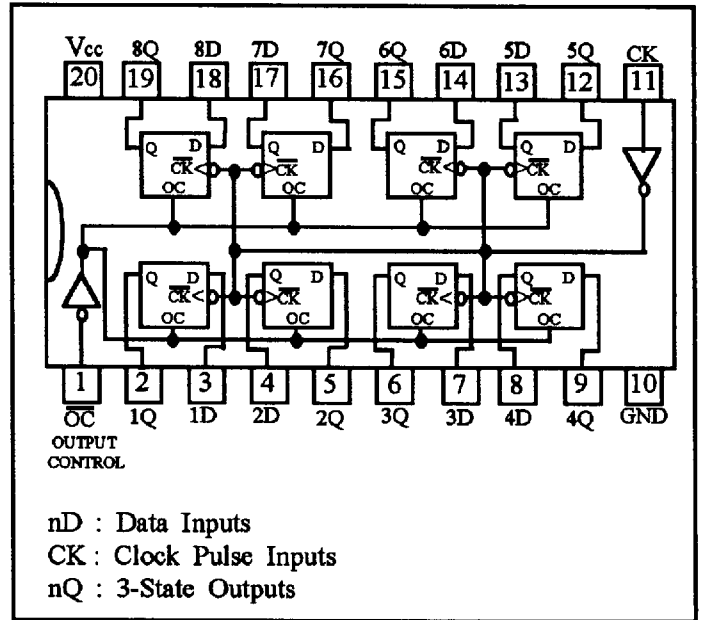 Vcc 8Q 8D 7D 7Q 6Q 6D 5D 5Q CK
20 19 18 17 16 15 14 13 12 11
Q D Q D Q D Q D
CK CK CK CK
OC OC OC OC
Q D Q D Q D Q D
CK CK CK CK
OC OC OC OC
1 2 3 4 5 6 7 8 9 10
OC 1Q 1D 2D 2Q 3Q 3D 4D 4Q GND
OUTPUT
CONTROL
nD : Data Inputs
CK : Clock Pulse Inputs
nQ : 3-State Outputs